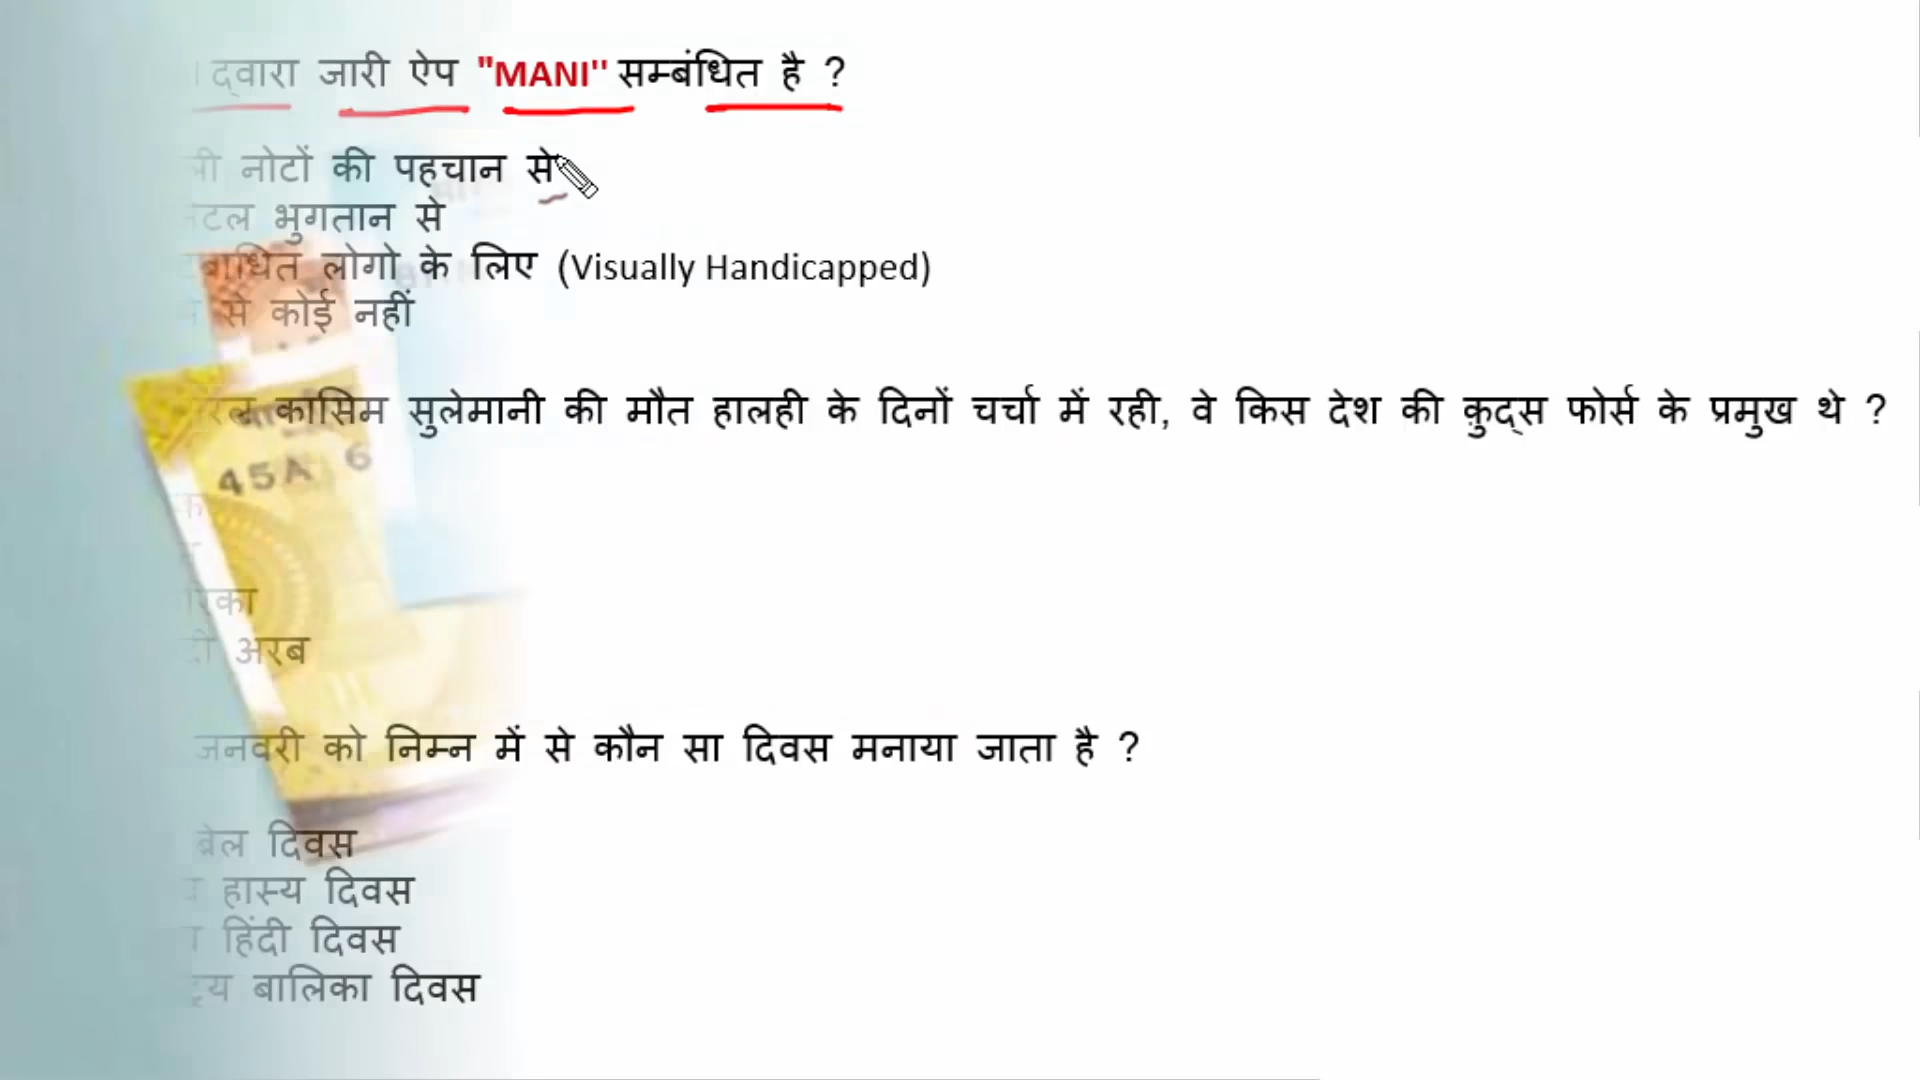 द्वारा जारी ऐप "MANI" सम्बंधित है ?
नोटों की पहचान से
भुगतान से
लोगो के लिए (Visually Handicapped)
से कोई नहीं
कासिम सुलेमानी की मौत हालही के दिनों चर्चा में रही, वे किस देश की क़ुद्स फोर्स के प्रमुख थे ?
45A 6
अरब
जनवरी को निम्न में से कौन सा दिवस मनाया जाता है ?
ब्रेल दिवस
हास्य दिवस
हिंदी दिवस
बालिका दिवस